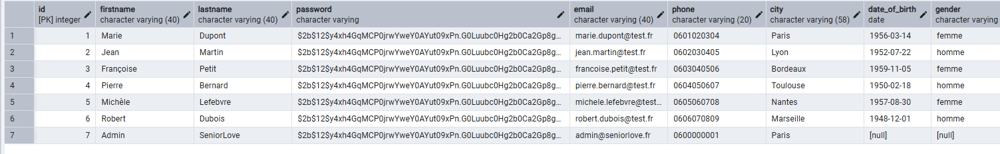 id firstname lastname password email phone city date_of_birth gender
[PK] integer character varying (40) character varying (40) character varying character varying (40) character varying (20) character varying (58) date character varying
1 1 Marie Dupont $2b$12$y4xh4GqMCP0jrwYweY0AYut09xPn.G0Luubc0Hg2b0Ca2Gp8g… marie.dupont@test.fr 0601020304 Paris 1956-03-14 femme
2 2 Jean Martin $2b$12$y4xh4GqMCP0jrwYweY0AYut09xPn.G0Luubc0Hg2b0Ca2Gp8g… jean.martin@test.fr 0602030405 Lyon 1952-07-22 homme
3 3 Françoise Petit $2b$12$y4xh4GqMCP0jrwYweY0AYut09xPn.G0Luubc0Hg2b0Ca2Gp8g… francoise.petit@test.fr 0603040506 Bordeaux 1959-11-05 femme
4 4 Pierre Bernard $2b$12$y4xh4GqMCP0jrwYweY0AYut09xPn.G0Luubc0Hg2b0Ca2Gp8g… pierre.bernard@test.fr 0604050607 Toulouse 1950-02-18 homme
5 5 Michèle Lefebvre $2b$12$y4xh4GqMCP0jrwYweY0AYut09xPn.G0Luubc0Hg2b0Ca2Gp8g… michele.lefebvre@test… 0605060708 Nantes 1957-08-30 femme
6 6 Robert Dubois $2b$12$y4xh4GqMCP0jrwYweY0AYut09xPn.G0Luubc0Hg2b0Ca2Gp8g… robert.dubois@test.fr 0606070809 Marseille 1948-12-01 homme
7 7 Admin SeniorLove $2b$12$y4xh4GqMCP0jrwYweY0AYut09xPn.G0Luubc0Hg2b0Ca2Gp8g… admin@seniorlove.fr 0600000001 Paris [null] [null]